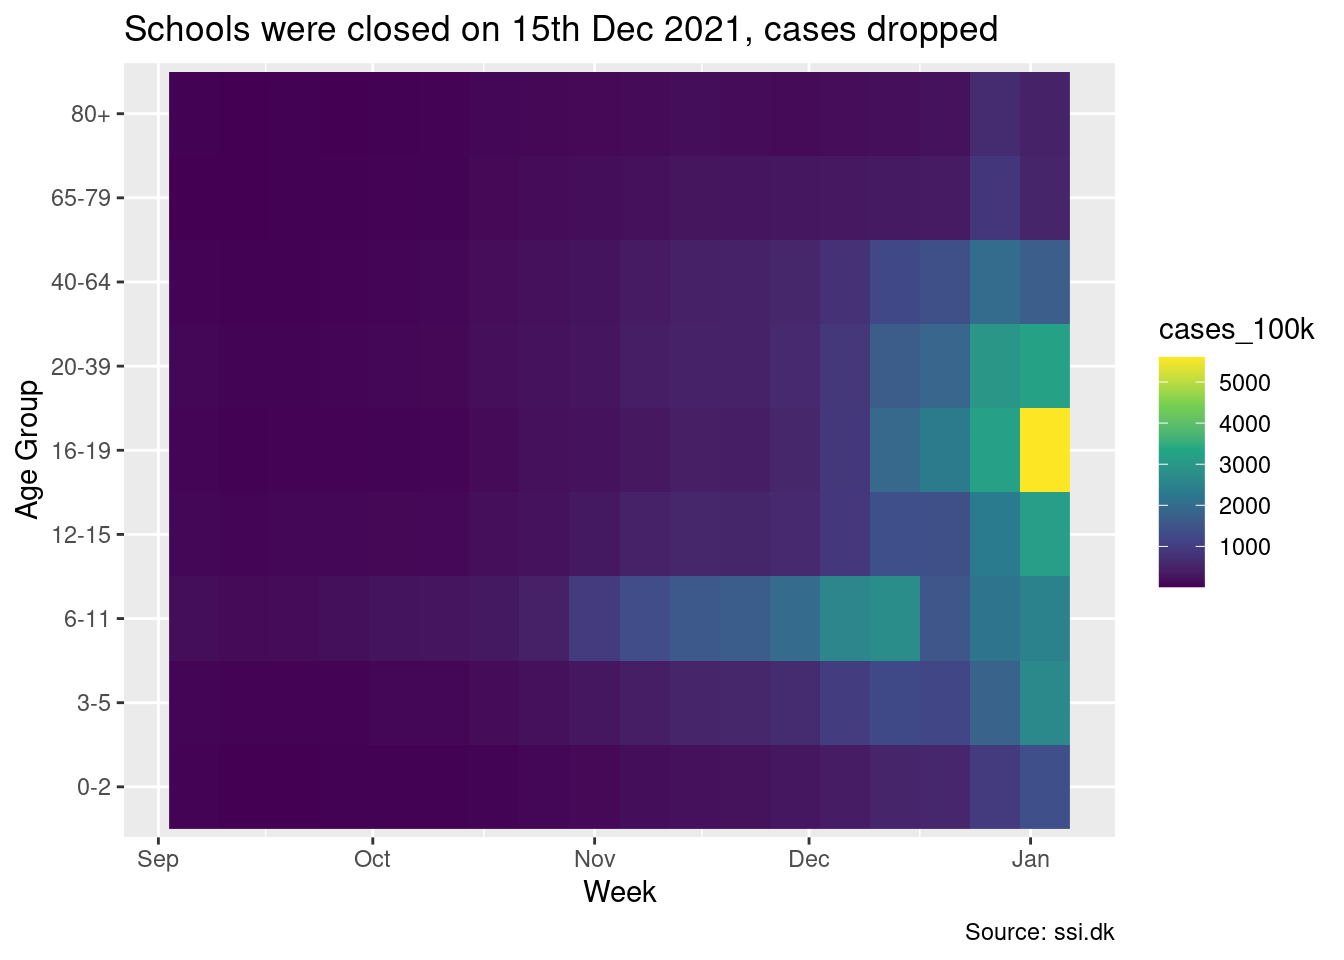 Schools were closed on 15th Dec 2021, cases dropped
80+
65-79
40-64
20-39
16-19
12-15
6-11
3-5
0-2
Age Group
Sep Oct Nov Dec Jan
Week
cases_100k
5000
4000
3000
2000
1000
Source: ssi.dk